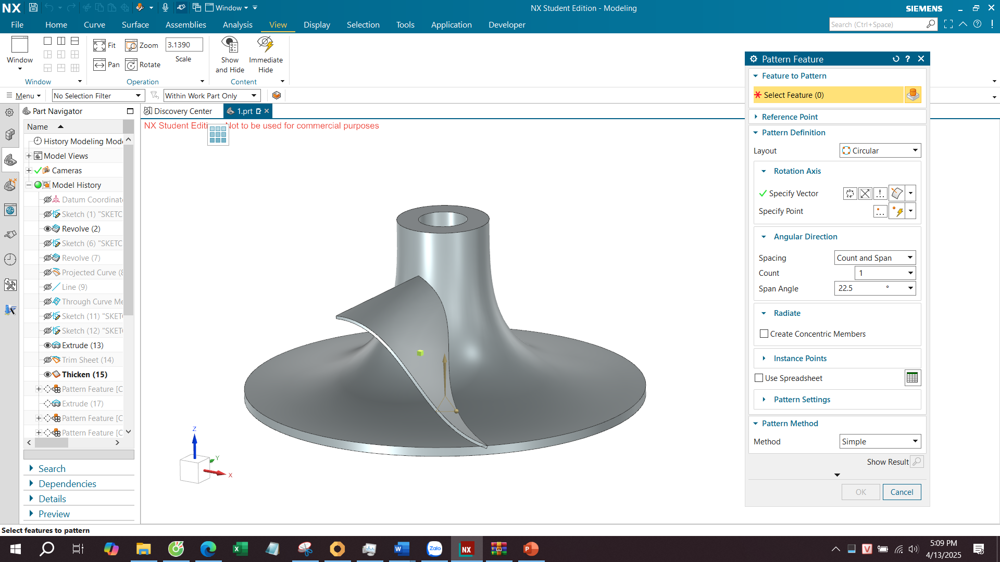 NX Window NX Student Edition - Modeling SIEMENS
File Home Curve Surface Assemblies Analysis View Display Selection Tools Application Developer Search (Ctrl+Space)
Window
Window
Fit Zoom 3.1390
Pan Rotate Scale
Operation
Show and Hide
Immediate Hide
Content
Menu No Selection Filter Within Work Part Only
Part Navigator
Discovery Center 1.prt
NX Student Editi Not to be used for commercial purposes
Name
History Modeling Mod
Model Views
Cameras
Model History
Datum Coordinat
Sketch (1) "SKETC
Revolve (2)
Sketch (6) "SKETC
Revolve (7)
Projected Curve (8
Line (9)
Through Curve Me
Sketch (11) "SKET
Sketch (12) "SKET
Extrude (13)
Trim Sheet (14)
Thicken (15)
Pattern Feature [C
Extrude (17)
Pattern Feature [C
Pattern Feature [C
Search
Dependencies
Details
Preview
Z
Y
X
Pattern Feature
Feature to Pattern
* Select Feature (0)
Reference Point
Pattern Definition
Layout Circular
Rotation Axis
Specify Vector
Specify Point
Angular Direction
Spacing Count and Span
Count 1
Span Angle 22.5 °
Radiate
Create Concentric Members
Instance Points
Use Spreadsheet
Pattern Settings
Pattern Method
Method Simple
Show Result
OK Cancel
Select features to pattern
Zalo
NX
5:09 PM
4/13/2025